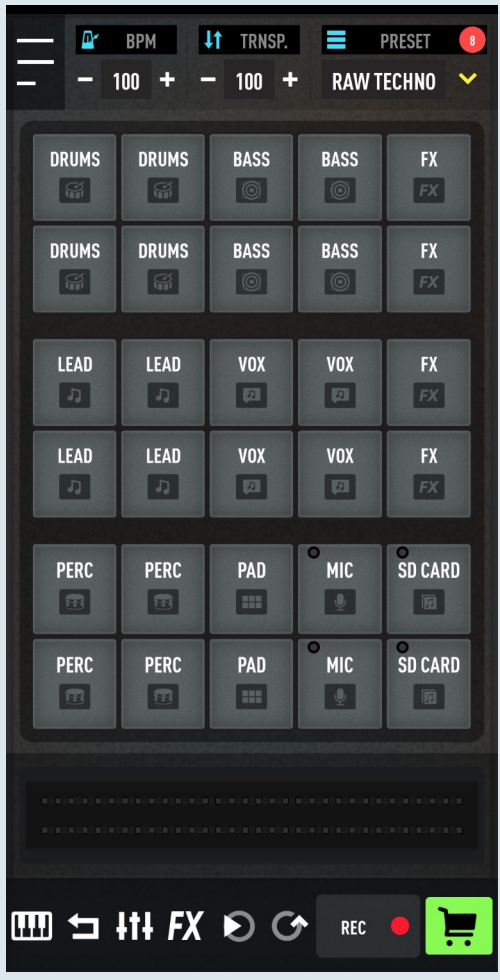 BPM TRNSP. PRESET 8
− 100 + − 100 + RAW TECHNO
DRUMS DRUMS BASS BASS FX
FX
DRUMS DRUMS BASS BASS FX
FX
LEAD LEAD VOX VOX FX
FX
LEAD LEAD VOX VOX FX
FX
PERC PERC PAD MIC SD CARD
PERC PERC PAD MIC SD CARD
FX REC